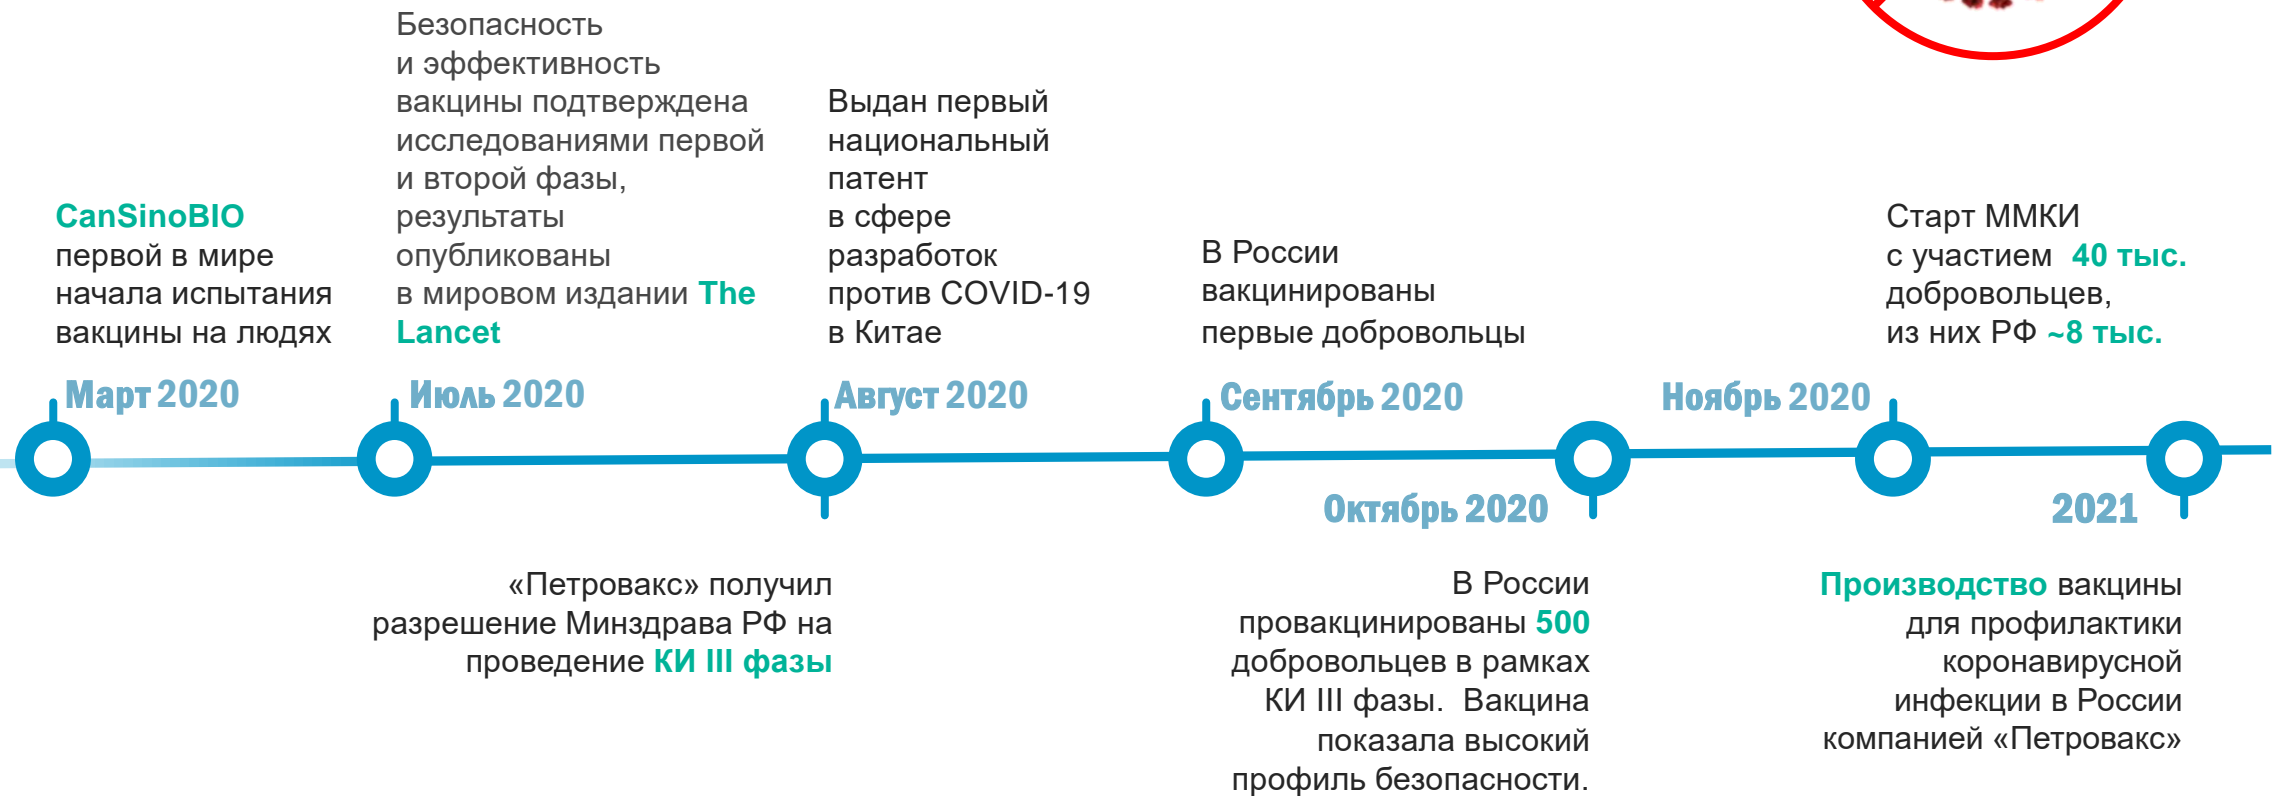 CanSinoBIO
первой в мире
начала испытания
вакцины на людях
Март 2020
Безопасность
и эффективность
вакцины подтверждена
исследованиями первой
и второй фазы,
результаты
опубликованы
в мировом издании The
Lancet
Июль 2020
Выдан первый
национальный
патент
в сфере
разработок
против COVID-19
в Китае
Август 2020
«Петровакс» получил
разрешение Минздрава РФ на
проведение КИ III фазы
В России
вакцинированы
первые добровольцы
Сентябрь 2020
Октябрь 2020
В России
провакцинированы 500
добровольцев в рамках
КИ III фазы. Вакцина
показала высокий
профиль безопасности.
Старт ММКИ
с участием 40 тыс.
добровольцев,
из них РФ ~8 тыс.
Ноябрь 2020
2021
Производство вакцины
для профилактики
коронавирусной
инфекции в России
компанией «Петровакс»